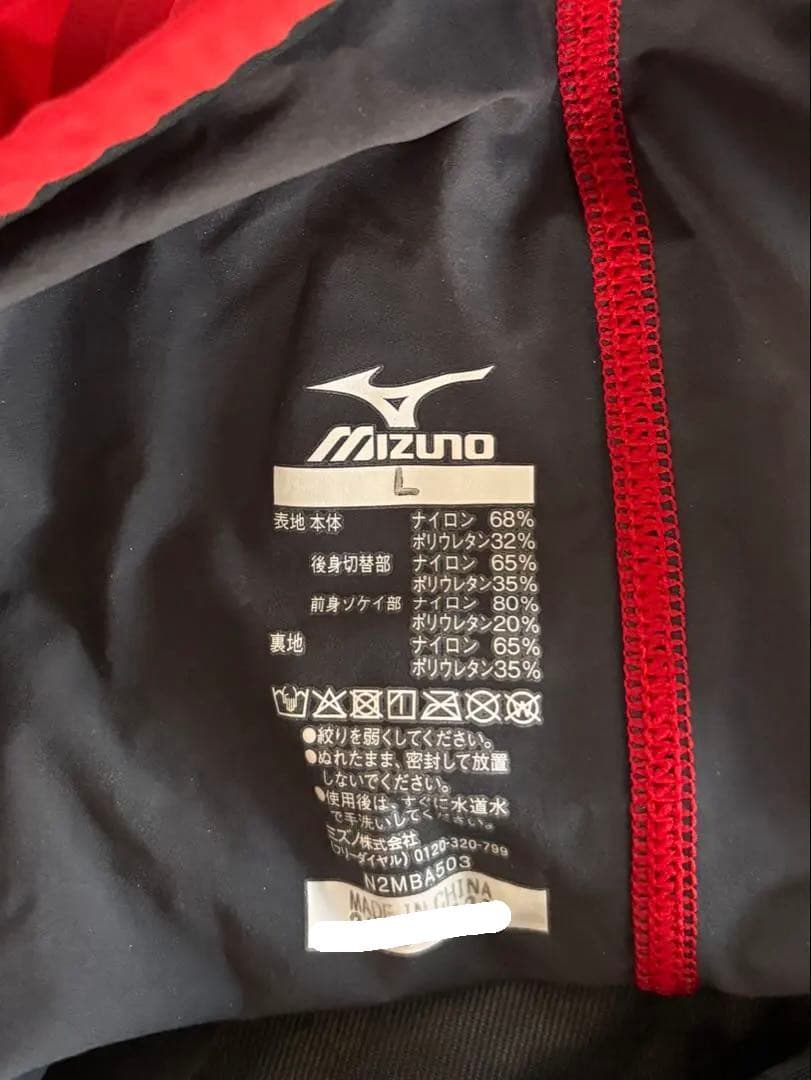 MIZUNO
L
表地 本体 ナイロン 68%
ポリウレタン32%
後身切替部 ナイロン 65%
ポリウレタン35%
前身ソケイ部 ナイロン 80%
ポリウレタン20%
裏地 ナイロン 65%
ポリウレタン35%
●絞りを弱くしてください。
●ぬれたまま、密封して放置
しないでください。
●使用後は、すぐに水道水
で手洗いしてください。
ミズノ株式会社
(フリーダイヤル) 0120-320-799
N2MBA503
MADE IN CHINA